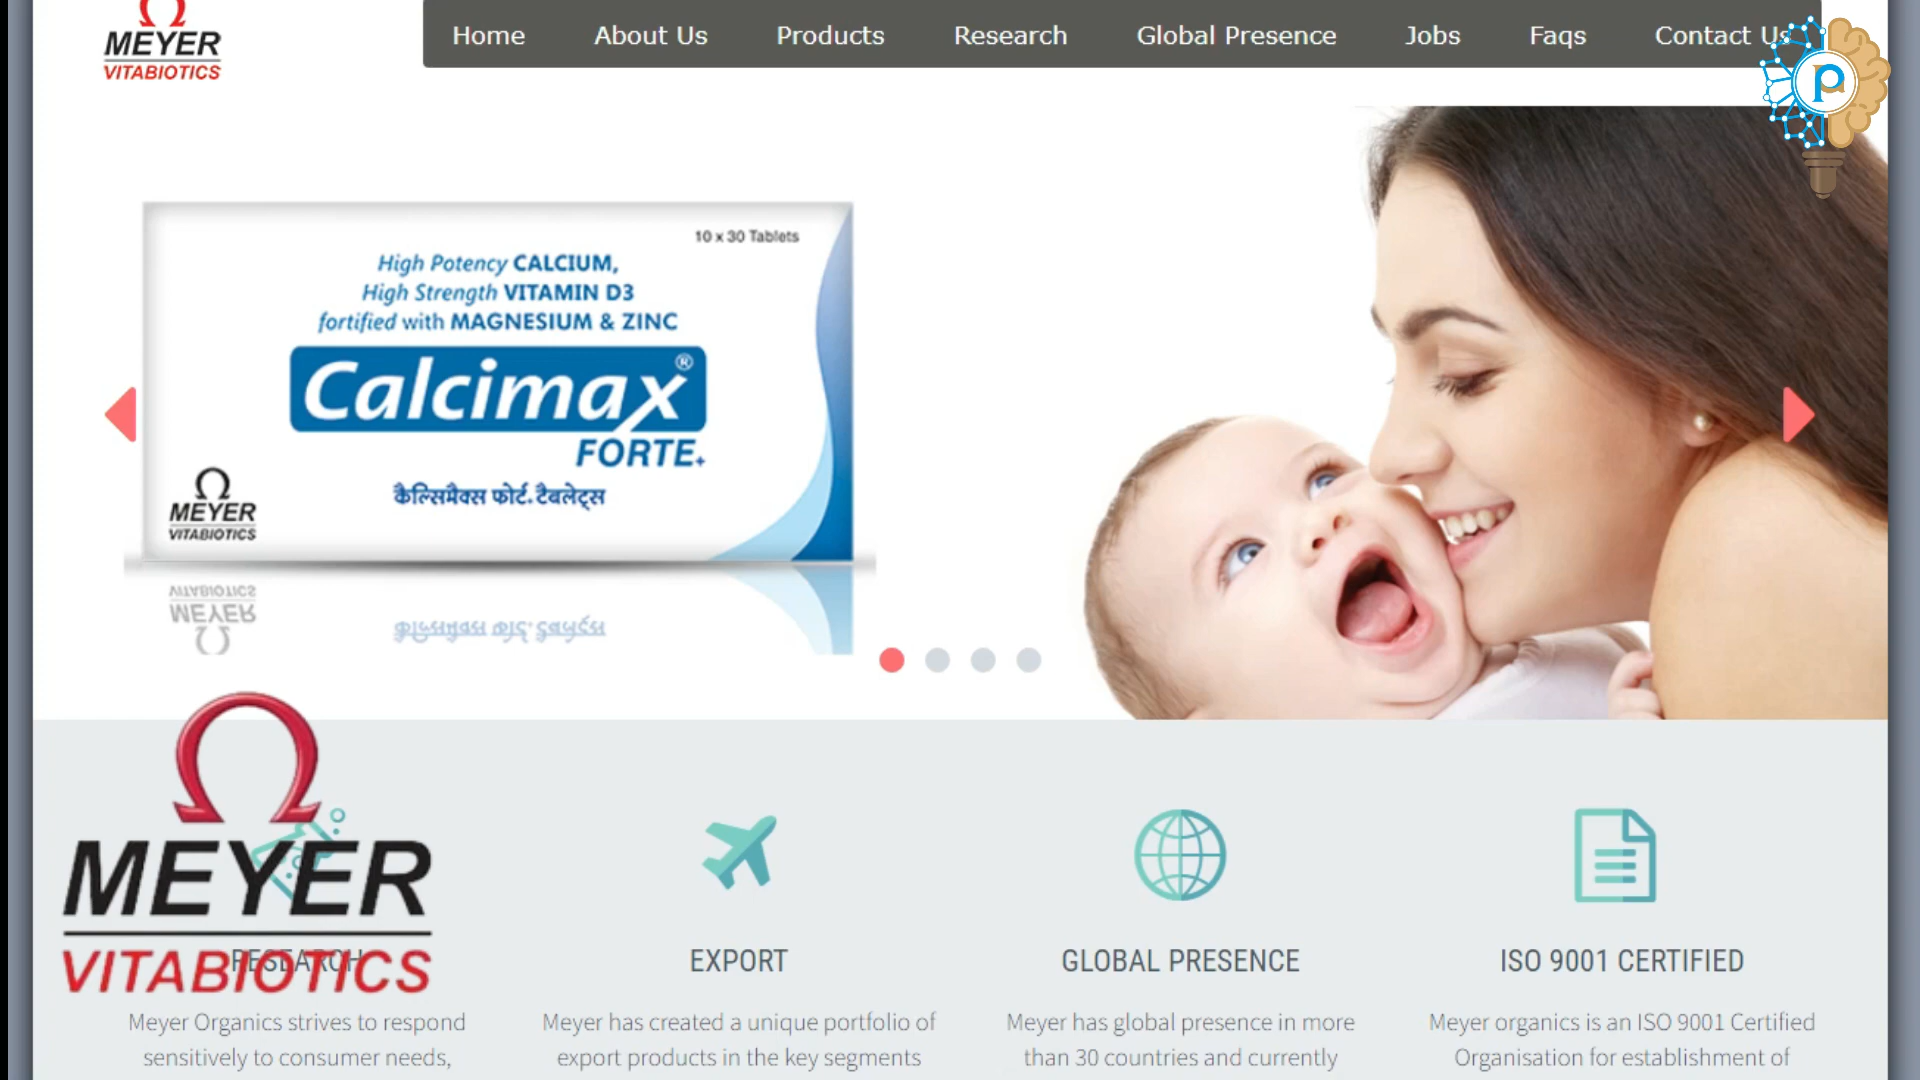 MEYER
VITABIOTICS
Home
About Us
Products
Research
Global Presence
Jobs
Faqs
Contact Us
10 x 30 Tablets
High Potency CALCIUM,
High Strength VITAMIN D3
fortified with MAGNESIUM & ZINC
Calcimax®
FORTE+
कैल्सिमैक्स फोर्ट. टैबलेट्स
MEYER
VITABIOTICS
MEYER
VITABIOTICS
RESEARCH
EXPORT
GLOBAL PRESENCE
ISO 9001 CERTIFIED
Meyer Organics strives to respond
sensitively to consumer needs,
Meyer has created a unique portfolio of
export products in the key segments
Meyer has global presence in more
than 30 countries and currently
Meyer organics is an ISO 9001 Certified
Organisation for establishment of